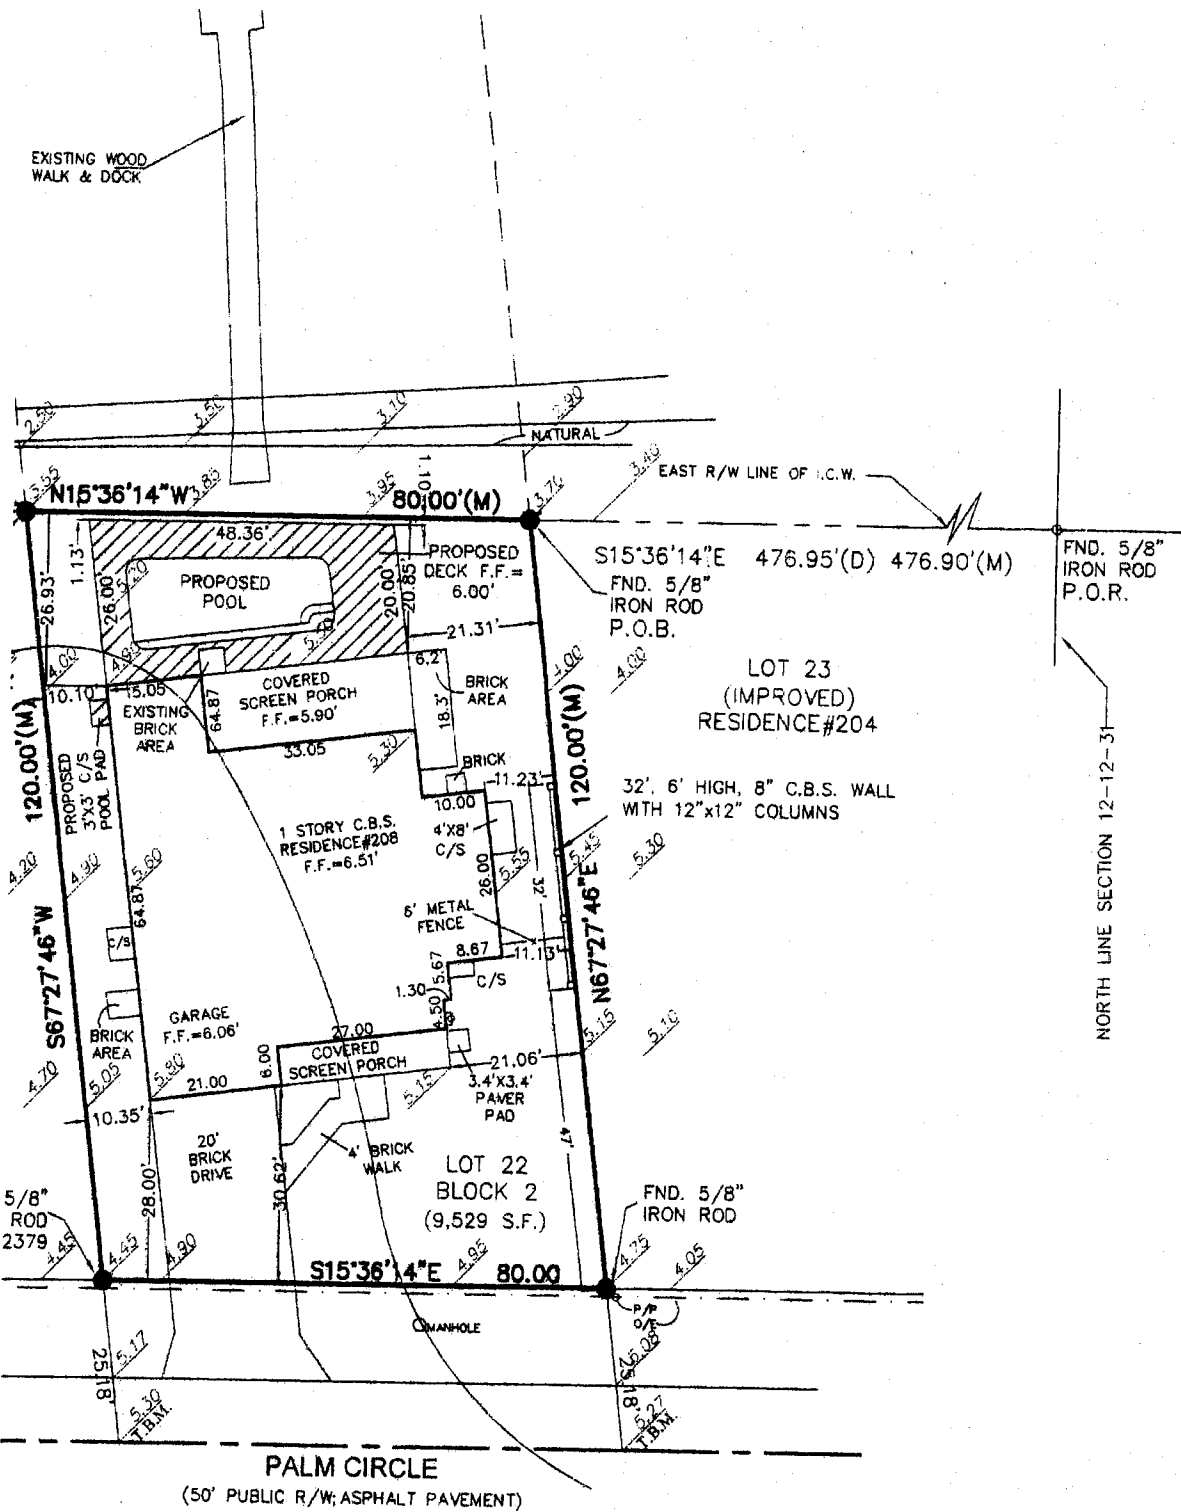 EXISTING WOOD
WALK & DOCK
2.50
3.50
3.10
2.90
NATURAL
3.55
3.85
3.95
1.10
3.70
3.40
EAST R/W LINE OF I.C.W.
N15°36'14"W
80.00'(M)
S15°36'14"E 476.95'(D) 476.90'(M)
FND. 5/8"
IRON ROD
P.O.R.
FND. 5/8"
IRON ROD
P.O.B.
48.36'
1.13'
26.93'
26.00'
5.20
PROPOSED
POOL
20.00'
20.85'
PROPOSED
DECK F.F.=
6.00'
21.31'
4.00
4.95
5.50
10.10'
15.05
EXISTING
BRICK
AREA
COVERED
SCREEN PORCH
F.F.=5.90'
64.87
33.05
6.2'
BRICK
AREA
18.3'
5.30
4.00
4.00
LOT 23
(IMPROVED)
RESIDENCE#204
120.00'(M)
PROPOSED
3'X3' C/S
POOL PAD
120.00'(M)
BRICK
11.23'
10.00
32', 6' HIGH, 8" C.B.S. WALL
WITH 12"x12" COLUMNS
NORTH LINE SECTION 12-12-31
1 STORY C.B.S.
RESIDENCE#208
F.F.=6.51'
4'X8'
C/S
26.00
5.55
32'
5.45
5.30
4.20
4.90
5.60
64.87
6' METAL
FENCE
11.13'
8.67
C/S
5.67
1.30
4.50
C/S
S67°27'46"W
N67°27'46"E
BRICK
AREA
GARAGE
F.F.=6.06'
27.00
COVERED
SCREEN PORCH
6.00
21.00
21.06'
3.4'X3.4'
PAVER
PAD
5.15
5.15
5.10
4.70
5.05
5.80
10.35'
28.00'
20'
BRICK
DRIVE
30.62'
4' BRICK
WALK
47'
LOT 22
BLOCK 2
(9,529 S.F.)
5/8"
ROD
2379
FND. 5/8"
IRON ROD
4.45
4.45
4.90
4.95
4.75
4.05
S15°36'14"E
80.00
P/P
MANHOLE
5.17
5.08
25.18'
25.18'
5.30
T.B.M.
5.27
T.B.M.
PALM CIRCLE
(50' PUBLIC R/W; ASPHALT PAVEMENT)